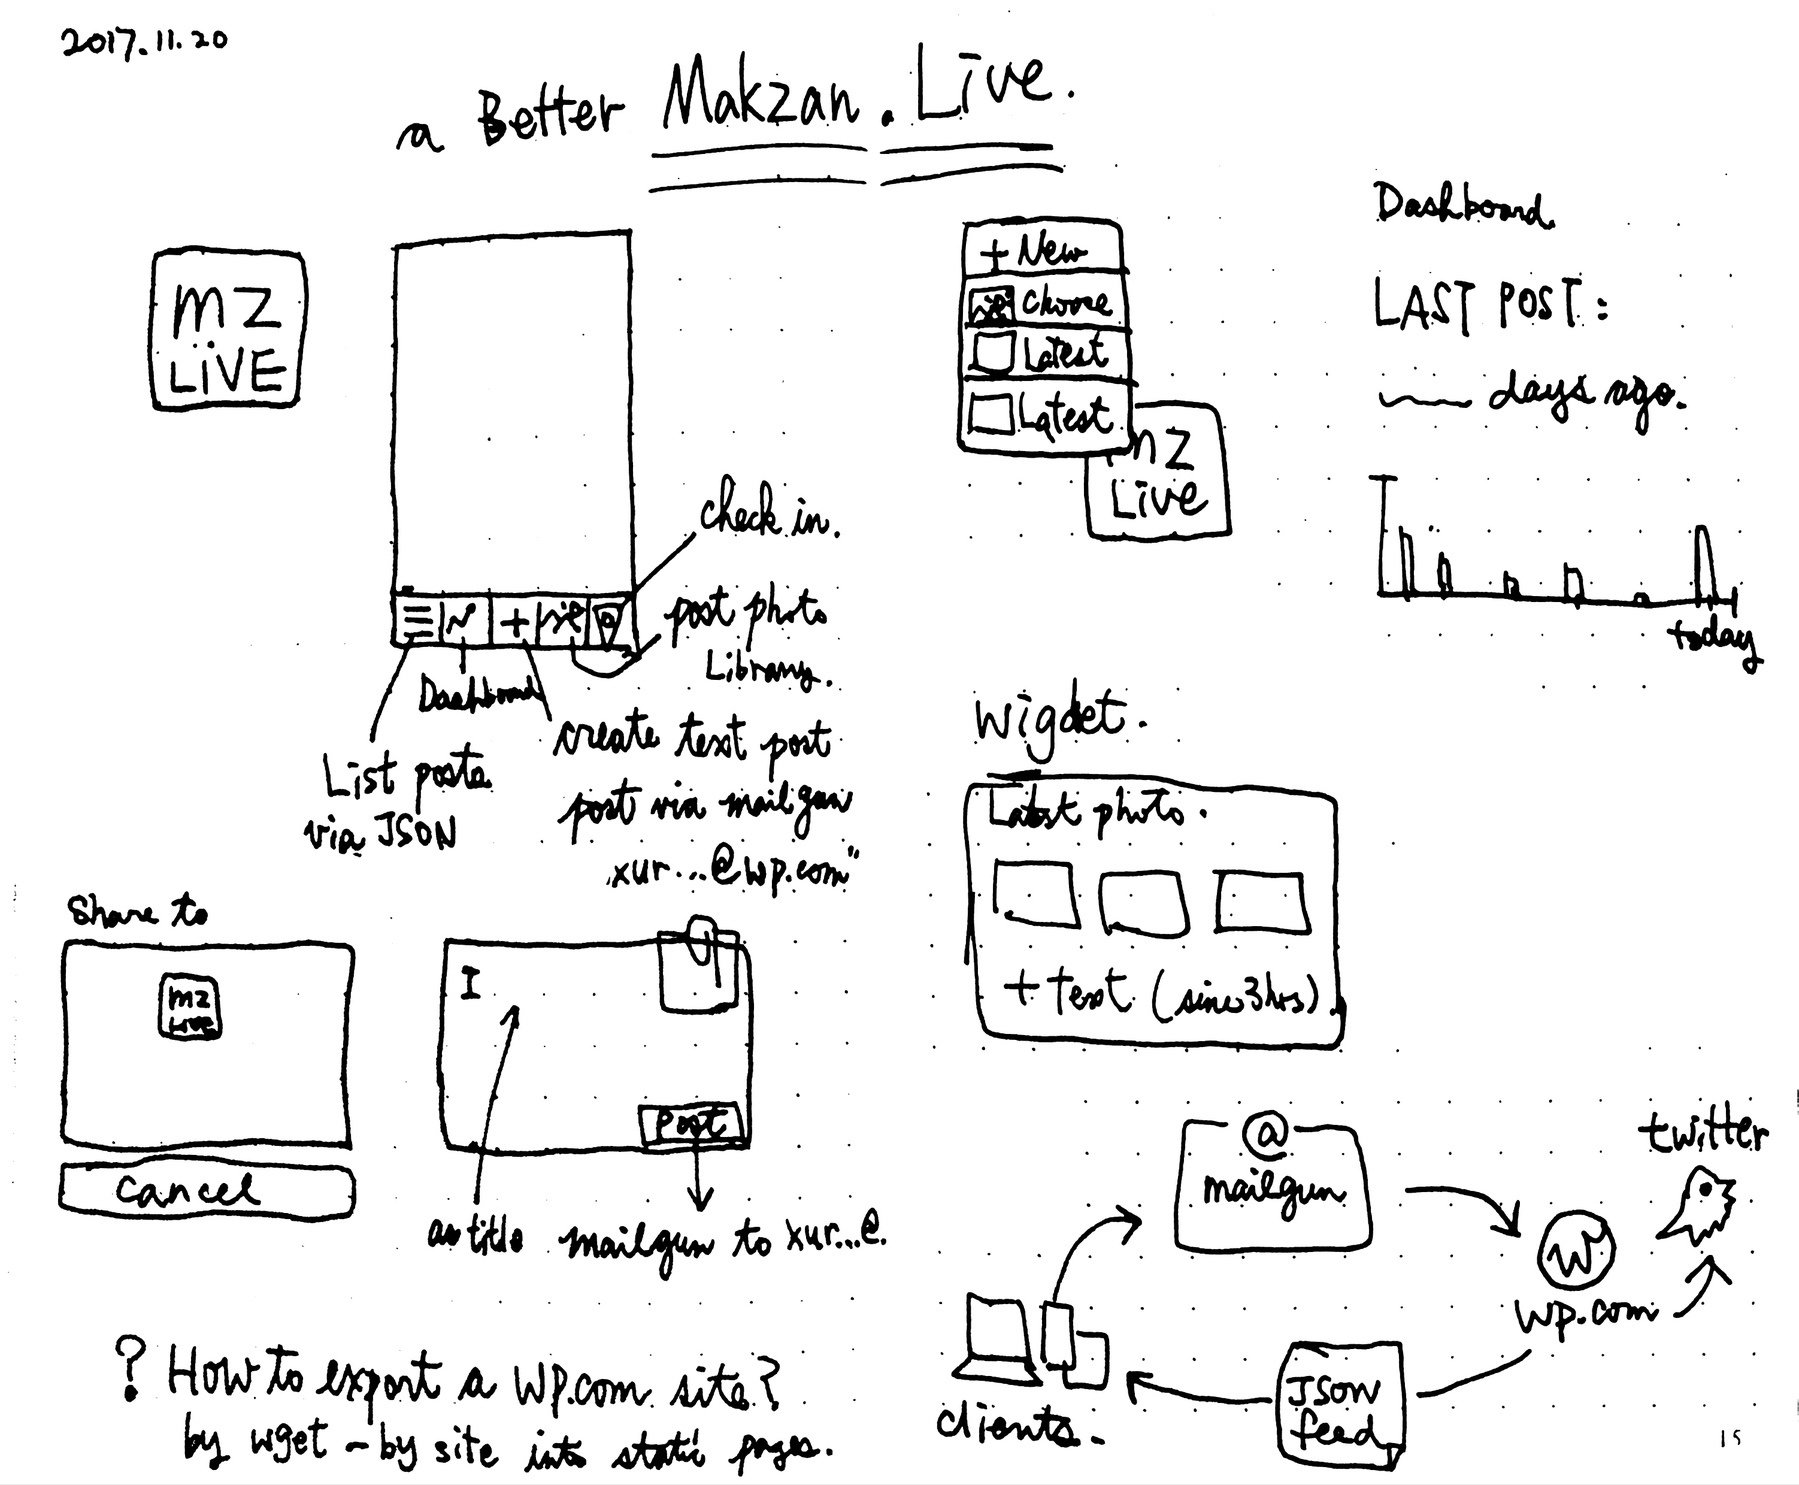 2017.11.20
a Better Makzan.Live.
mz
LiVE
+ New
Choose
Latest
Latest
mz
Live
Dashboard
LAST POST:
days ago.
today
check in.
post photo
Library.
Dashboard
create text post
post via mailgun
xur...@wp.com"
List posts
via JSON
Wigdet.
Latest photo.
+ text (since 3hrs).
Share to
mz
Live
Cancel
I
Post
as title
mailgun to xur...@.
@
mailgun
twitter
W
wp.com
JSON
feed
clients.
? How to export a WP.com site?
by wget - by site into static pages.
15